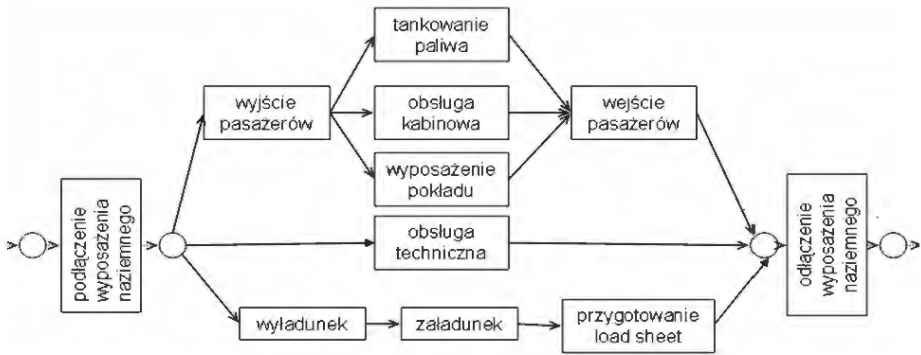 tankowanie
paliwa
wyjście
pasażerów
obsługa
kabinowa
wejście
pasażerów
wyposażenie
pokładu
podłączenie
wyposażenia
naziemnego
obsługa
techniczna
odłączenie
wyposażenia
naziemnego
wyładunek
załadunek
przygotowanie
load sheet